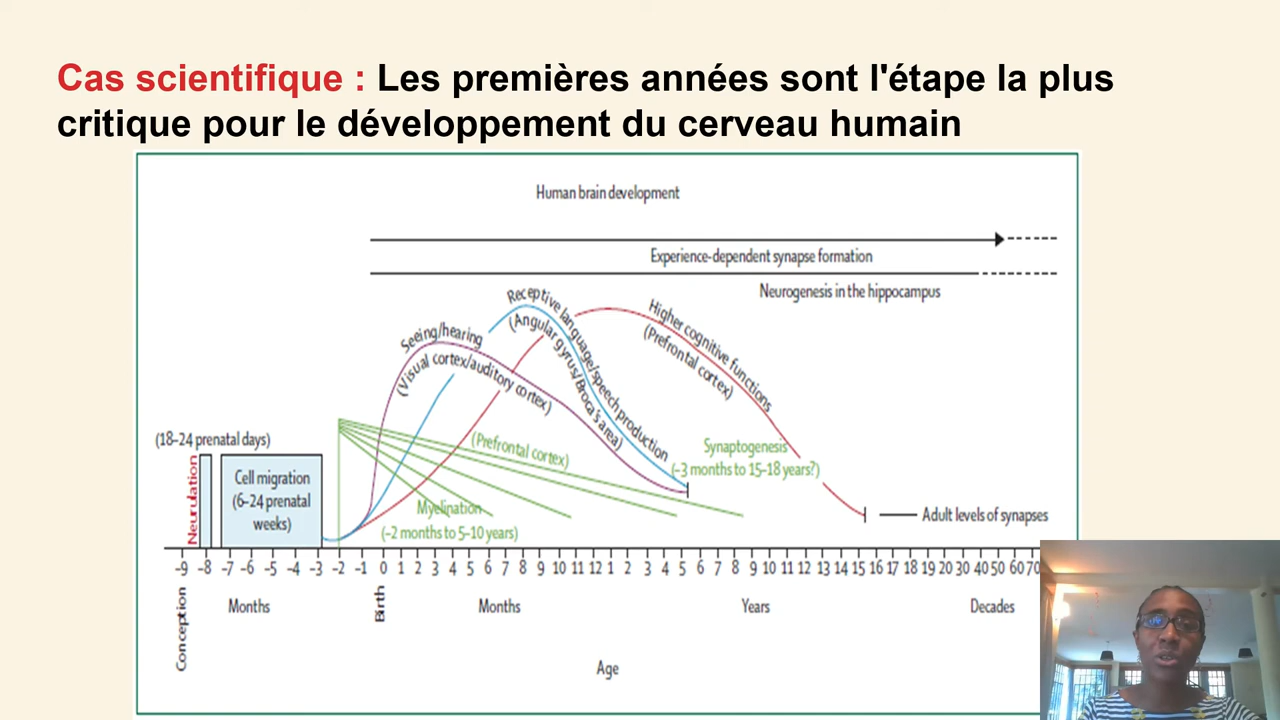 Cas scientifique : Les premières années sont l'étape la plus
critique pour le développement du cerveau humain
Human brain development
Experience-dependent synapse formation
Neurogenesis in the hippocampus
Receptive language/speech production
(Angular gyrus/Broca's area)
Higher cognitive functions
(Prefrontal cortex)
Seeing/hearing
(Visual cortex/auditory cortex)
(18–24 prenatal days)
Neurulation
Cell migration
(6–24 prenatal
weeks)
(Prefrontal cortex)
Synaptogenesis
(–3 months to 15–18 years?)
Myelination
(–2 months to 5–10 years)
Adult levels of synapses
–9 –8 –7 –6 –5 –4 –3 –2 –1 0 1 2 3 4 5 6 7 8 9 10 11 12 1 2 3 4 5 6 7 8 9 10 11 12 13 14 15 16 17 18 19 20 30 40 50 60 70
Conception
Birth
Months
Months
Years
Decades
Age